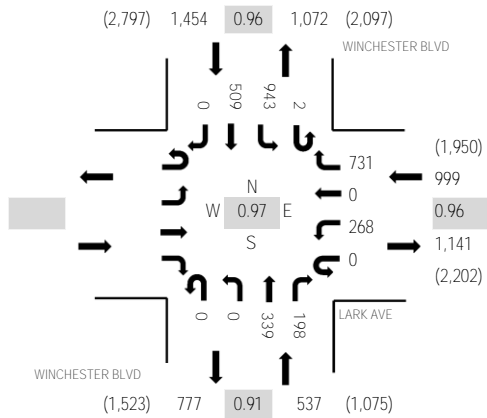 (2,797) 1,454 0.96 1,072 (2,097)
WINCHESTER BLVD
0 509 943 2
(1,950)
731
999
N
0
W 0.97 E
0.96
S
268
1,141
0
(2,202)
0 0 339 198
LARK AVE
WINCHESTER BLVD
(1,523) 777 0.91 537 (1,075)